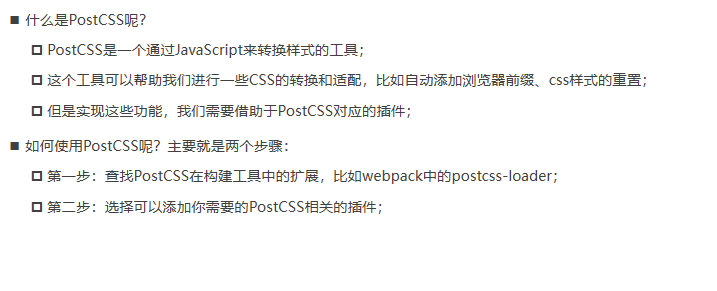 什么是PostCSS呢?
PostCSS是一个通过JavaScript来转换样式的工具;
这个工具可以帮助我们进行一些CSS的转换和适配，比如自动添加浏览器前缀、css样式的重置;
但是实现这些功能，我们需要借助于PostCSS对应的插件;
如何使用PostCSS呢？主要就是两个步骤：
第一步：查找PostCSS在构建工具中的扩展，比如webpack中的postcss-loader;
第二步：选择可以添加你需要的PostCSS相关的插件;